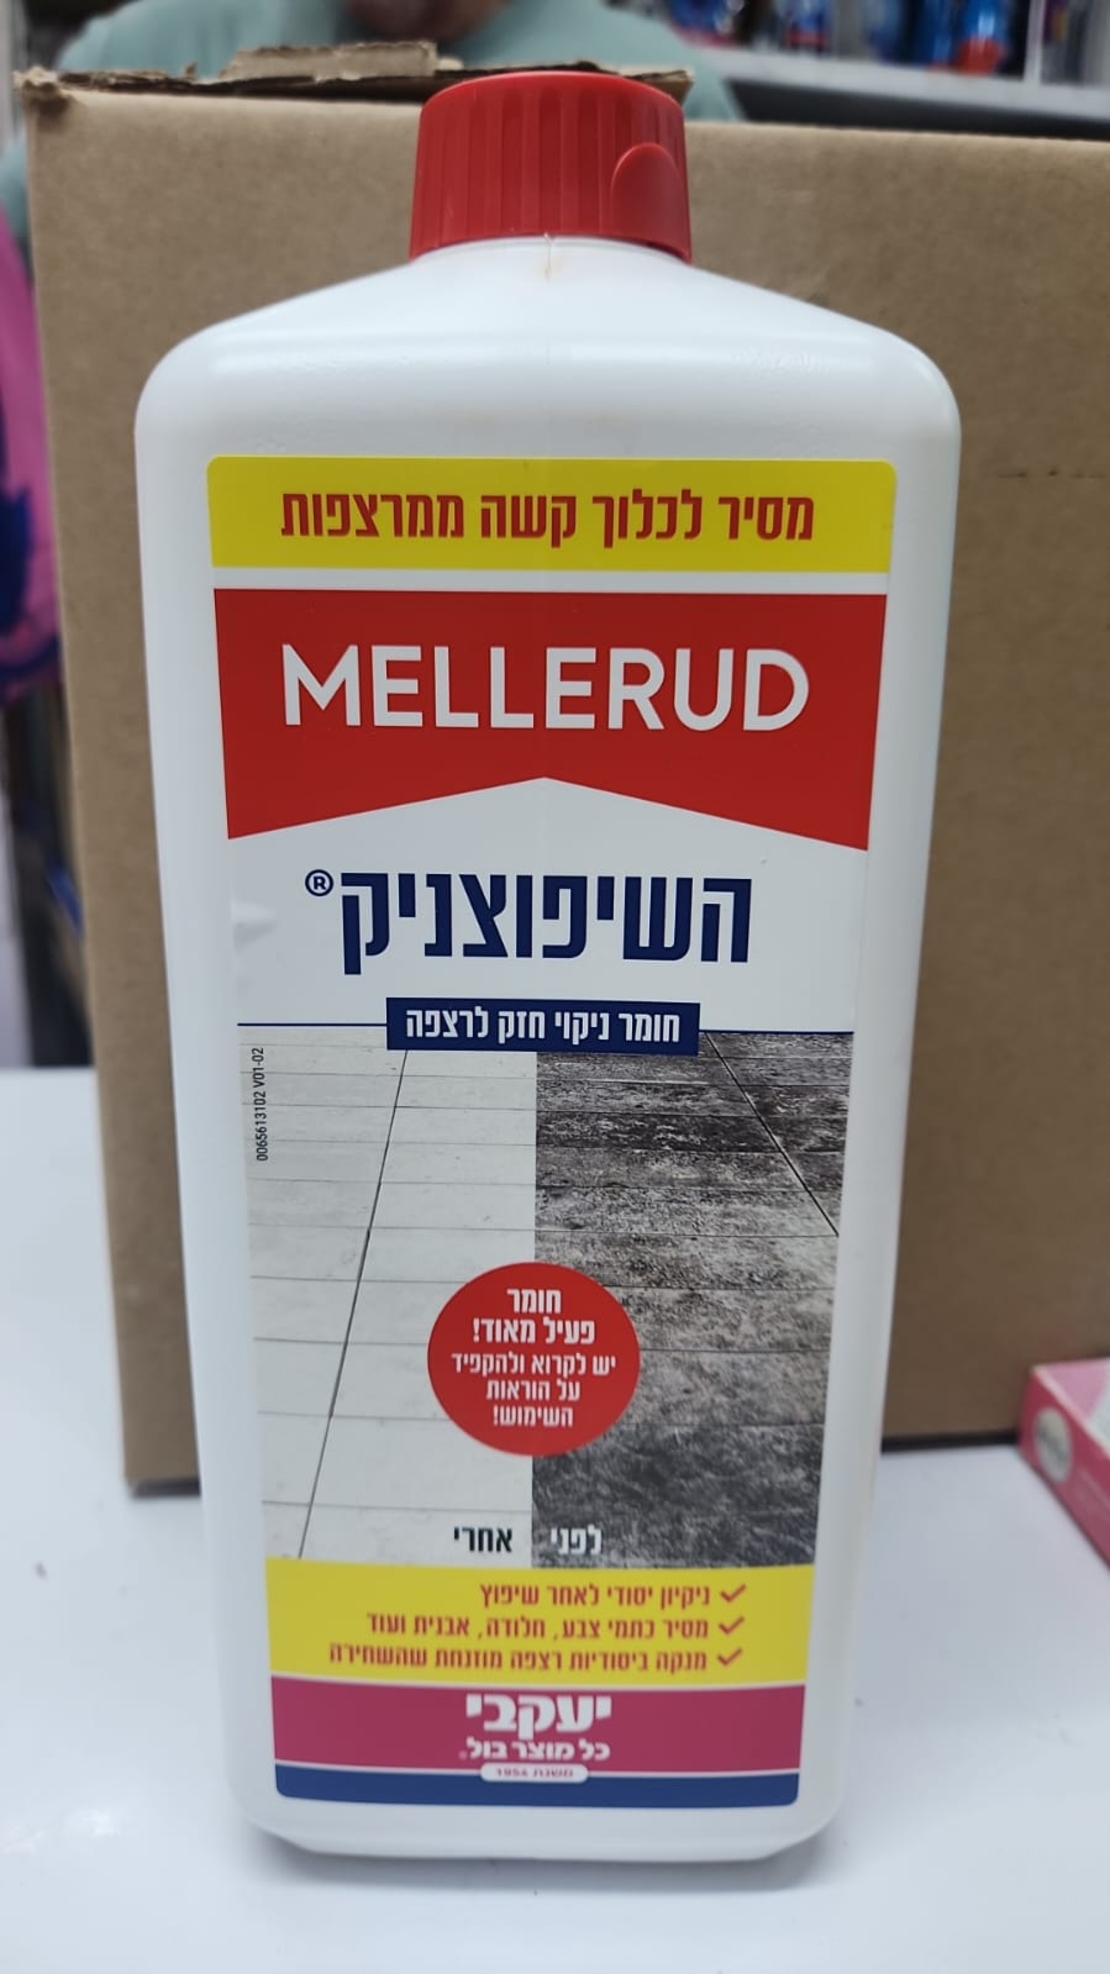 מסיר לכלוך קשה ממרצפות
MELLERUD
השיפוצניק®
חומר ניקוי חזק לרצפה
0065613102 V01-02
חומר
פעיל מאוד!
יש לקרוא ולהקפיד
על הוראות
השימוש!
לפני אחרי
✓ ניקיון יסודי לאחר שיפוץ
✓ מסיר כתמי צבע, חלודה, אבנית ועוד
✓ מנקה ביסודיות רצפה מוזנחת שהשחירה
יעקבי
כל מוצר בול.
משנת 1954